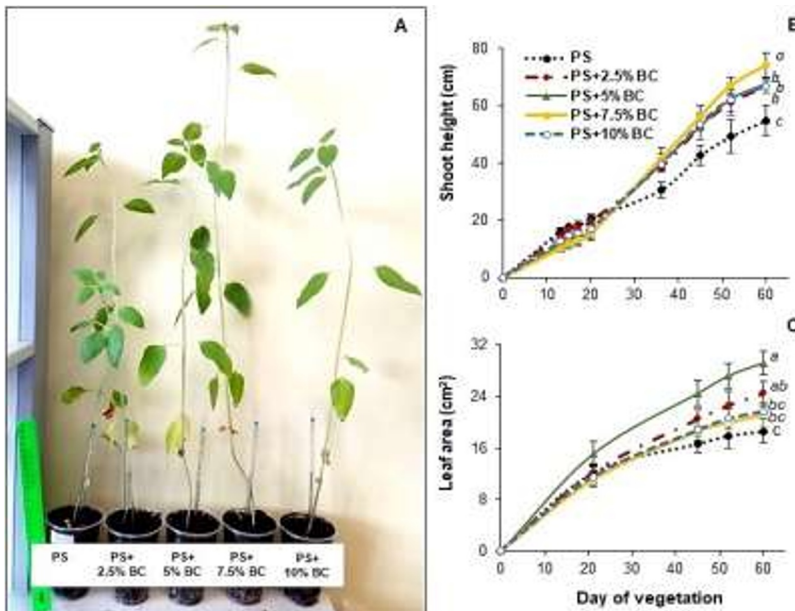 A
PS
PS+
2.5% BC
PS+
5% BC
PS+
7.5% BC
PS+
10% BC
B
Shoot height (cm)
80
60
40
20
0
PS
PS+2.5% BC
PS+5% BC
PS+7.5% BC
PS+10% BC
a
b
b
b
c
0 10 20 30 40 50 60
C
Leaf area (cm²)
32
24
16
8
0
a
ab
bc
bc
c
0 10 20 30 40 50 60
Day of vegetation